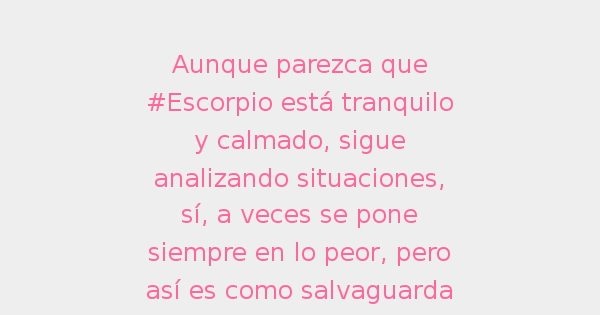 Aunque parezca que
#Escorpio está tranquilo
y calmado, sigue
analizando situaciones,
sí, a veces se pone
siempre en lo peor, pero
así es como salvaguarda